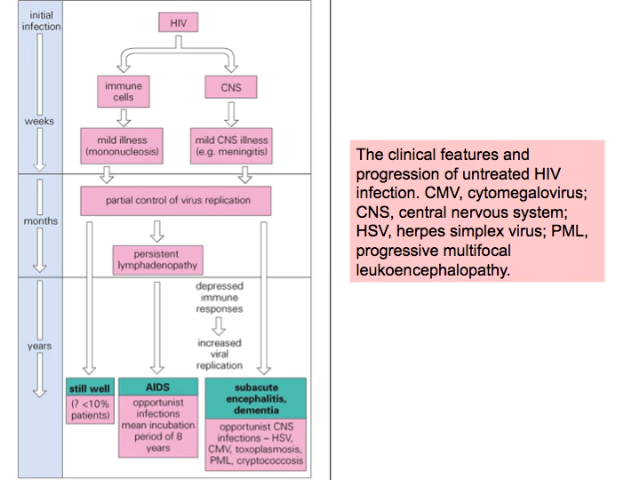 initial
infection
HIV
immune
cells
CNS
weeks
mild illness
(mononucleosis)
mild CNS illness
(e.g. meningitis)
partial control of virus replication
months
persistent
lymphadenopathy
depressed
immune
responses
increased
viral
replication
years
still well
(? <10%
patients)
AIDS
opportunist
infections
mean incubation
period of 8
years
subacute
encephalitis,
dementia
opportunist CNS
infections – HSV,
CMV, toxoplasmosis,
PML, cryptococcosis
The clinical features and
progression of untreated HIV
infection. CMV, cytomegalovirus;
CNS, central nervous system;
HSV, herpes simplex virus; PML,
progressive multifocal
leukoencephalopathy.